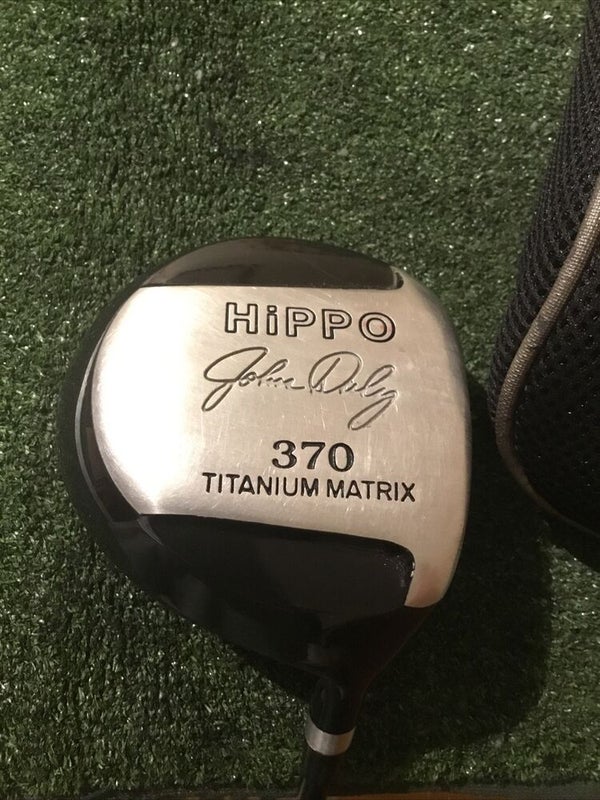 HiPPO
John Daly
370
TITANIUM MATRIX